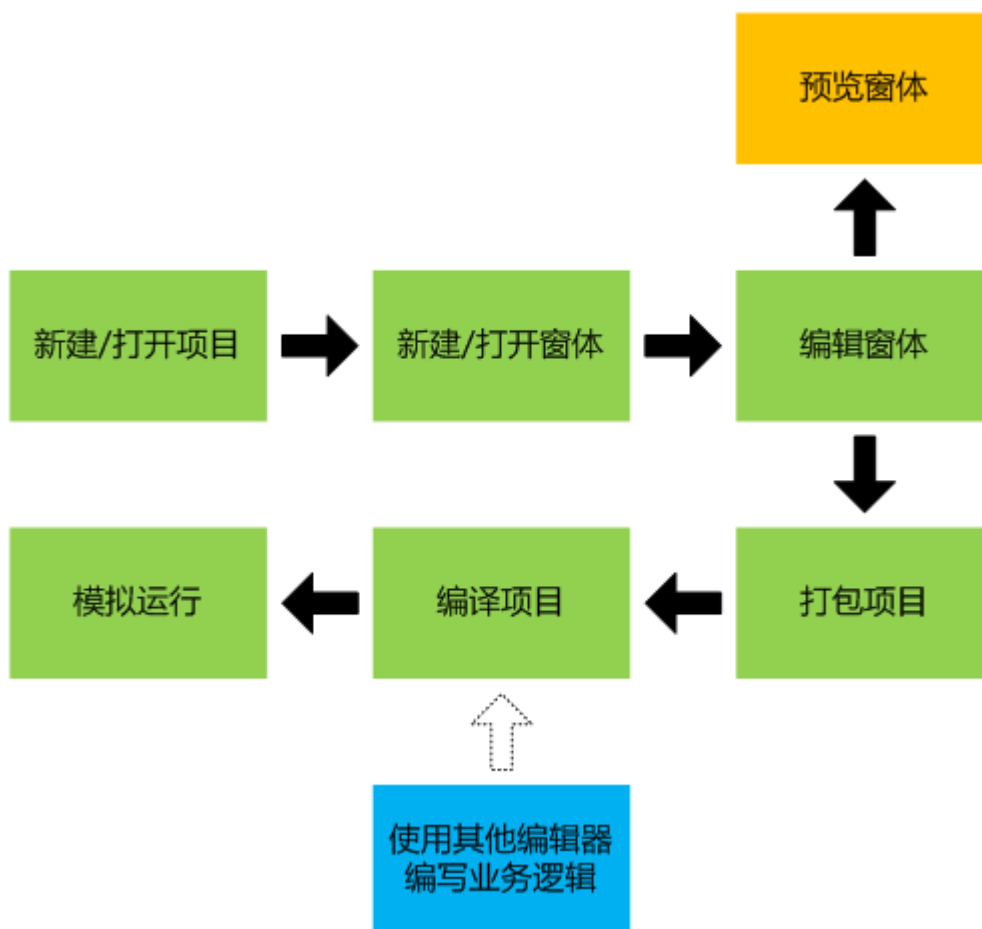 预览窗体
新建/打开项目
新建/打开窗体
编辑窗体
模拟运行
编译项目
打包项目
使用其他编辑器
编写业务逻辑